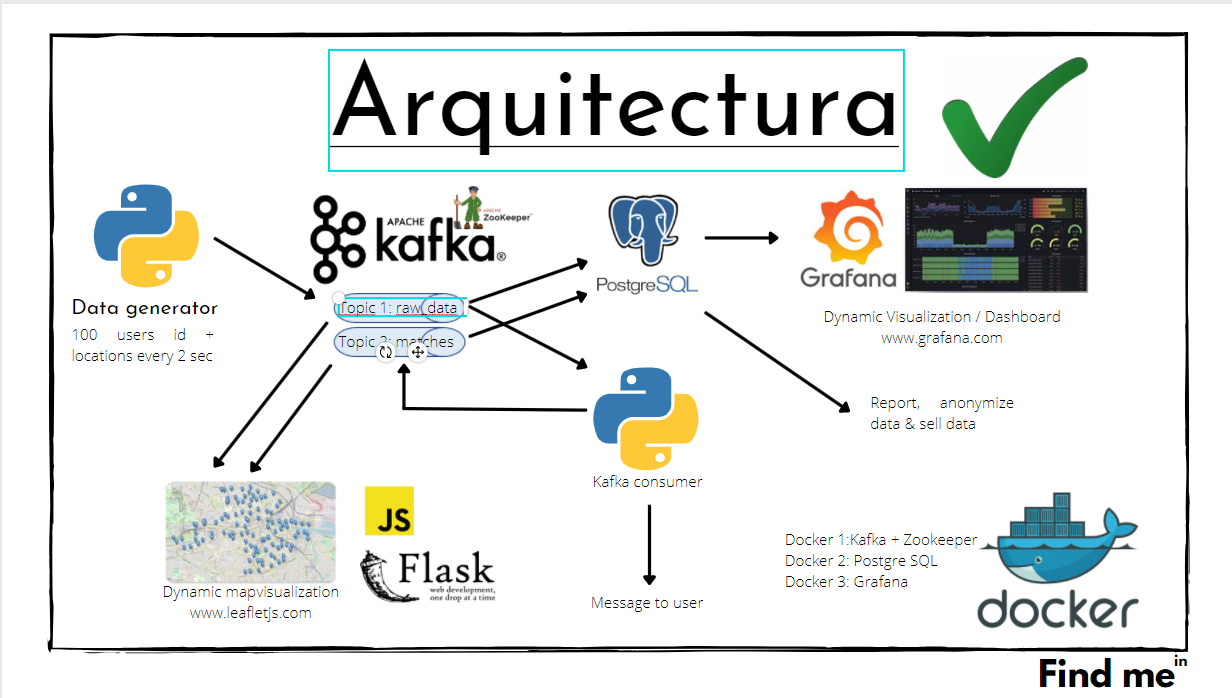 Arquitectura
APACHE
kafka®
APACHE
ZooKeeper™
PostgreSQL
Grafana
Data generator
100 users id +
locations every 2 sec
Topic 1: raw_data
Topic 2: matches
Dynamic Visualization / Dashboard
www.grafana.com
Report, anonymize
data & sell data
Kafka consumer
JS
Flask
web development,
one drop at a time
Dynamic mapvisualization
www.leafletjs.com
Message to user
Docker 1:Kafka + Zookeeper
Docker 2: Postgre SQL
Docker 3: Grafana
docker
Find me in